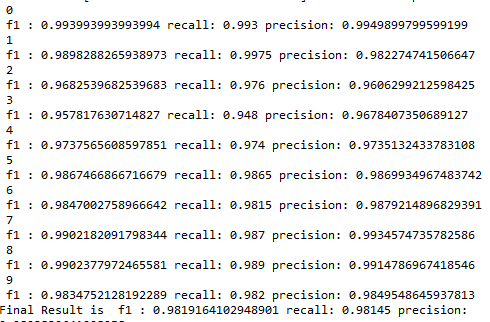 0
f1 : 0.993993993993994 recall: 0.993 precision: 0.9949899799599199
1
f1 : 0.9898288265938973 recall: 0.9975 precision: 0.982274741506647
2
f1 : 0.9682539682539683 recall: 0.976 precision: 0.9606299212598425
3
f1 : 0.957817630714827 recall: 0.948 precision: 0.9678407350689127
4
f1 : 0.9737565608597851 recall: 0.974 precision: 0.9735132433783108
5
f1 : 0.9867466866716679 recall: 0.9865 precision: 0.9869934967483742
6
f1 : 0.9847002758966642 recall: 0.9815 precision: 0.9879214896829391
7
f1 : 0.9902182091798344 recall: 0.987 precision: 0.9934574735782586
8
f1 : 0.9902377972465581 recall: 0.989 precision: 0.9914786967418546
9
f1 : 0.9834752128192289 recall: 0.982 precision: 0.9849548645937813
Final Result is f1 : 0.9819164102948901 recall: 0.98145 precision: